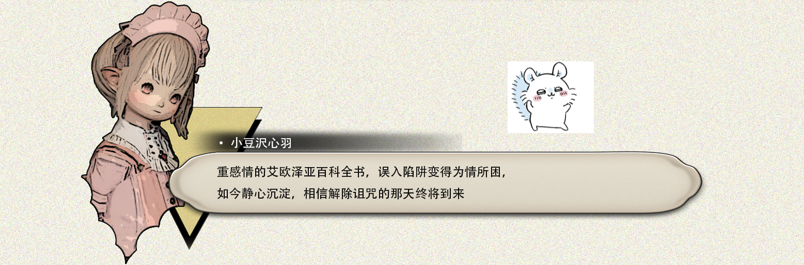 • 小豆沢心羽
重感情的艾欧泽亚百科全书，误入陷阱变得为情所困，
如今静心沉淀，相信解除诅咒的那天终将到来